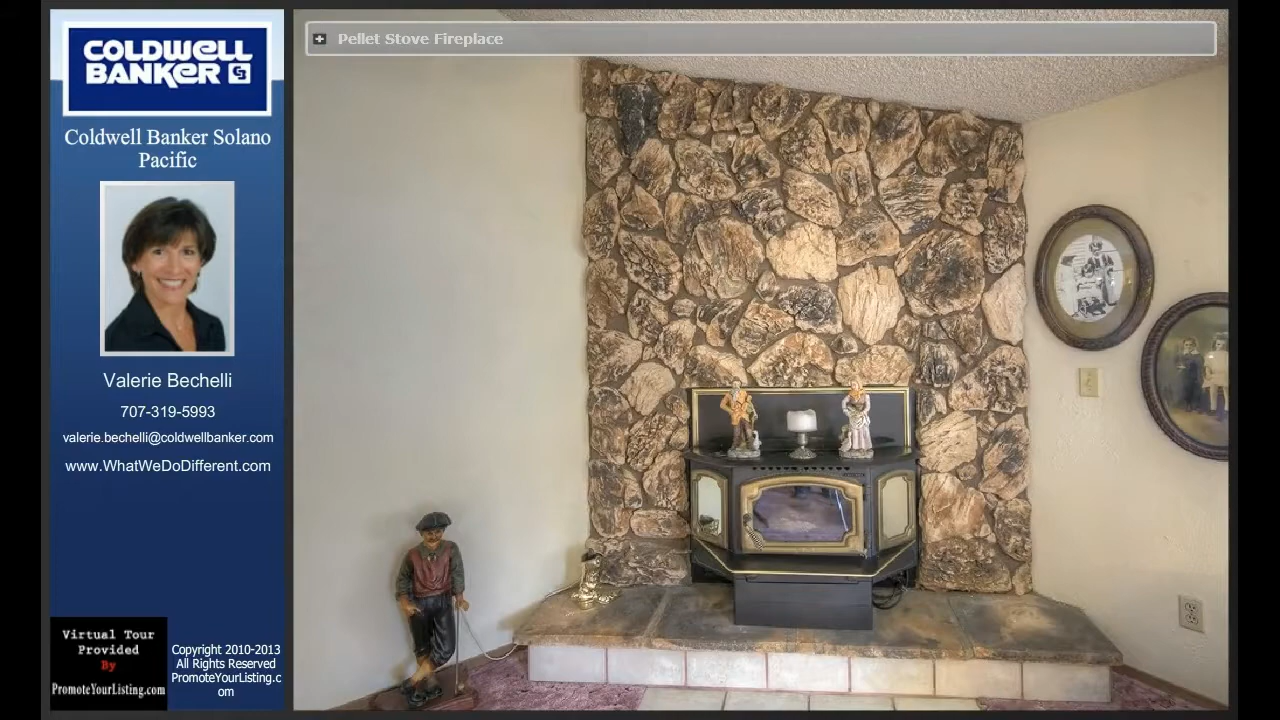 COLDWELL
BANKER
Coldwell Banker Solano
Pacific
Valerie Bechelli
707-319-5993
valerie.bechelli@coldwellbanker.com
www.WhatWeDoDifferent.com
Virtual Tour
Provided
By
PromoteYourListing.com
Copyright 2010-2013
All Rights Reserved
PromoteYourListing.c
om
Pellet Stove Fireplace